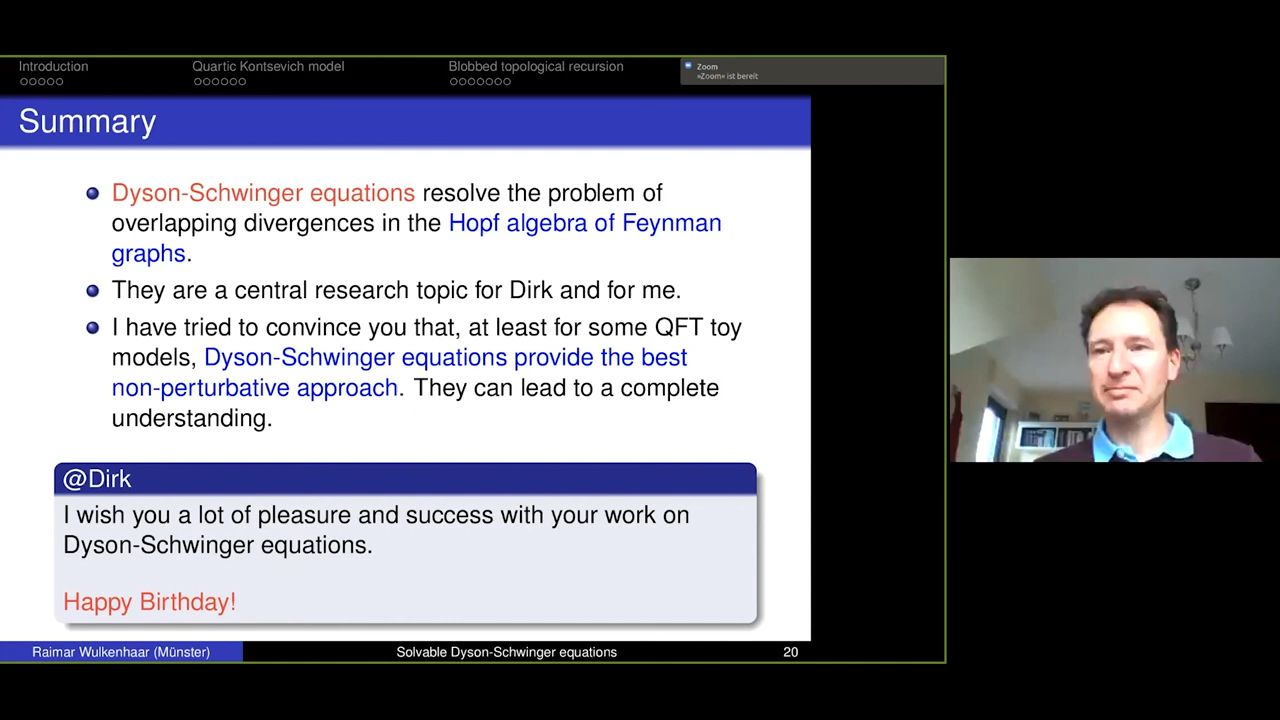 Introduction
Quartic Kontsevich model
Blobbed topological recursion
Zoom
»Zoom« ist bereit
Summary
Dyson-Schwinger equations resolve the problem of
overlapping divergences in the Hopf algebra of Feynman
graphs.
They are a central research topic for Dirk and for me.
I have tried to convince you that, at least for some QFT toy
models, Dyson-Schwinger equations provide the best
non-perturbative approach. They can lead to a complete
understanding.
@Dirk
I wish you a lot of pleasure and success with your work on
Dyson-Schwinger equations.
Happy Birthday!
Raimar Wulkenhaar (Münster)
Solvable Dyson-Schwinger equations
20